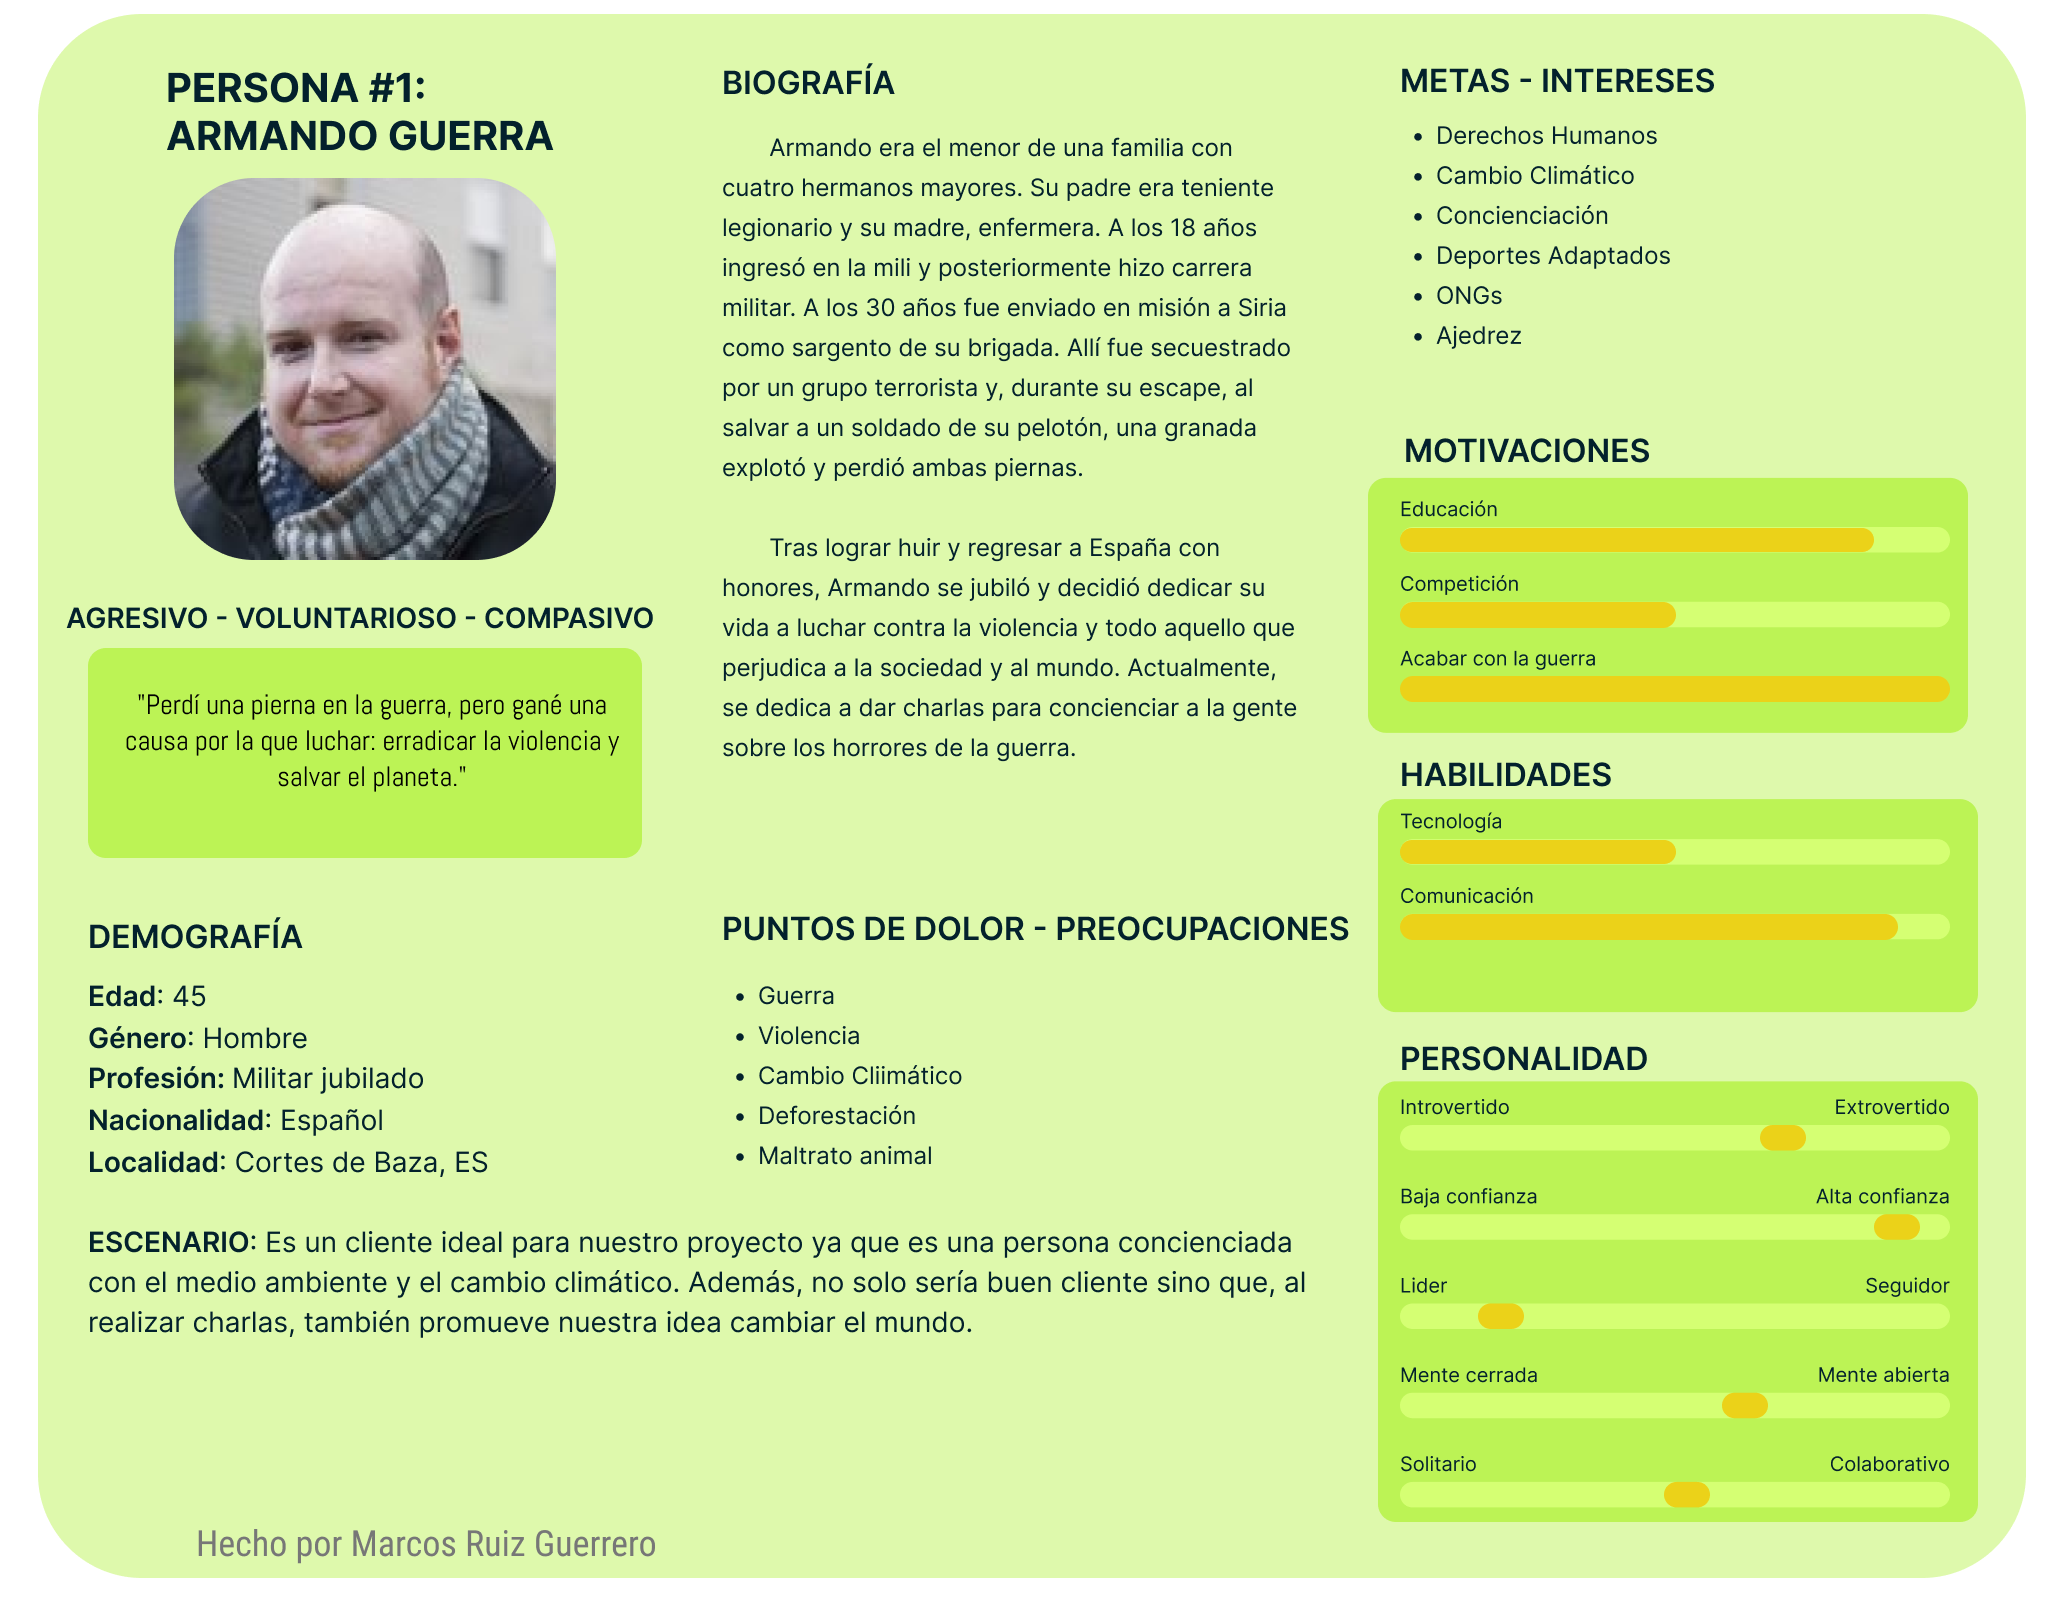 PERSONA #1:
ARMANDO GUERRA
AGRESIVO - VOLUNTARIOSO - COMPASIVO
"Perdí una pierna en la guerra, pero gané una
causa por la que luchar: erradicar la violencia y
salvar el planeta."
DEMOGRAFÍA
Edad: 45
Género: Hombre
Profesión: Militar jubilado
Nacionalidad: Español
Localidad: Cortes de Baza, ES
BIOGRAFÍA
Armando era el menor de una familia con
cuatro hermanos mayores. Su padre era teniente
legionario y su madre, enfermera. A los 18 años
ingresó en la mili y posteriormente hizo carrera
militar. A los 30 años fue enviado en misión a Siria
como sargento de su brigada. Allí fue secuestrado
por un grupo terrorista y, durante su escape, al
salvar a un soldado de su pelotón, una granada
explotó y perdió ambas piernas.
Tras lograr huir y regresar a España con
honores, Armando se jubiló y decidió dedicar su
vida a luchar contra la violencia y todo aquello que
perjudica a la sociedad y al mundo. Actualmente,
se dedica a dar charlas para concienciar a la gente
sobre los horrores de la guerra.
PUNTOS DE DOLOR - PREOCUPACIONES
• Guerra
• Violencia
• Cambio Cliimático
• Deforestación
• Maltrato animal
ESCENARIO: Es un cliente ideal para nuestro proyecto ya que es una persona concienciada
con el medio ambiente y el cambio climático. Además, no solo sería buen cliente sino que, al
realizar charlas, también promueve nuestra idea cambiar el mundo.
METAS - INTERESES
• Derechos Humanos
• Cambio Climático
• Concienciación
• Deportes Adaptados
• ONGs
• Ajedrez
MOTIVACIONES
Educación
Competición
Acabar con la guerra
HABILIDADES
Tecnología
Comunicación
PERSONALIDAD
Introvertido Extrovertido
Baja confianza Alta confianza
Lider Seguidor
Mente cerrada Mente abierta
Solitario Colaborativo
Hecho por Marcos Ruiz Guerrero